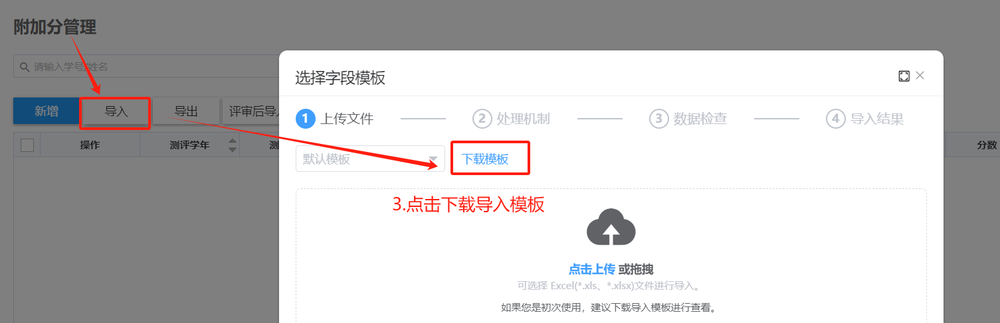 附加分管理
请输入学号/姓名
选择字段模板
新增
导入
导出
评审后导入
1 上传文件
2 处理机制
3 数据检查
4 导入结果
操作
测评学年
测
分数
默认模板
下载模板
3.点击下载导入模板
点击上传 或拖拽
可选择 Excel(*.xls、*.xlsx)文件进行导入。
如果您是初次使用，建议下载导入模板进行查看。